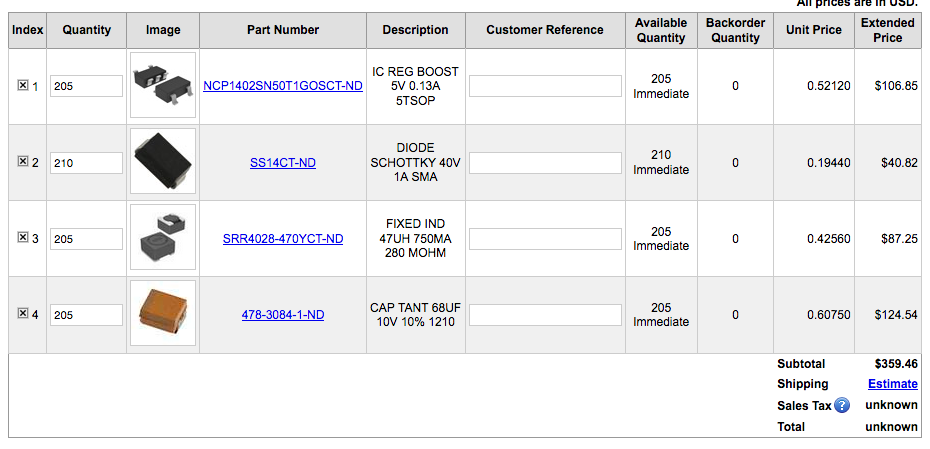 All prices are in USD.
Index Quantity Image Part Number Description Customer Reference Available Quantity Backorder Quantity Unit Price Extended Price
1 205 NCP1402SN50T1GOSCT-ND IC REG BOOST 5V 0.13A 5TSOP 205 Immediate 0 0.52120 $106.85
2 210 SS14CT-ND DIODE SCHOTTKY 40V 1A SMA 210 Immediate 0 0.19440 $40.82
3 205 SRR4028-470YCT-ND FIXED IND 47UH 750MA 280 MOHM 205 Immediate 0 0.42560 $87.25
4 205 478-3084-1-ND CAP TANT 68UF 10V 10% 1210 205 Immediate 0 0.60750 $124.54
Subtotal $359.46
Shipping Estimate
Sales Tax ? unknown
Total unknown